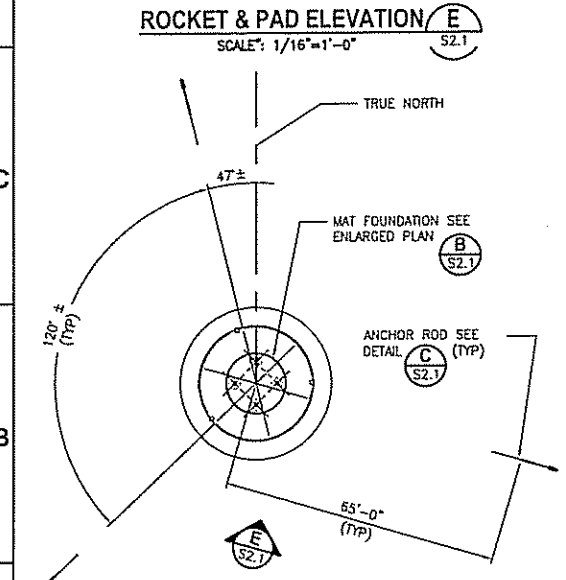 ROCKET & PAD ELEVATION
E
S2.1
SCALE": 1/16"=1'-0"
TRUE NORTH
47°±
C
MAT FOUNDATION SEE
ENLARGED PLAN
B
S2.1
120° ±
(TYP)
ANCHOR ROD SEE
DETAIL C (TYP)
S2.1
B
65'-0"
(TYP)
E
S2.1